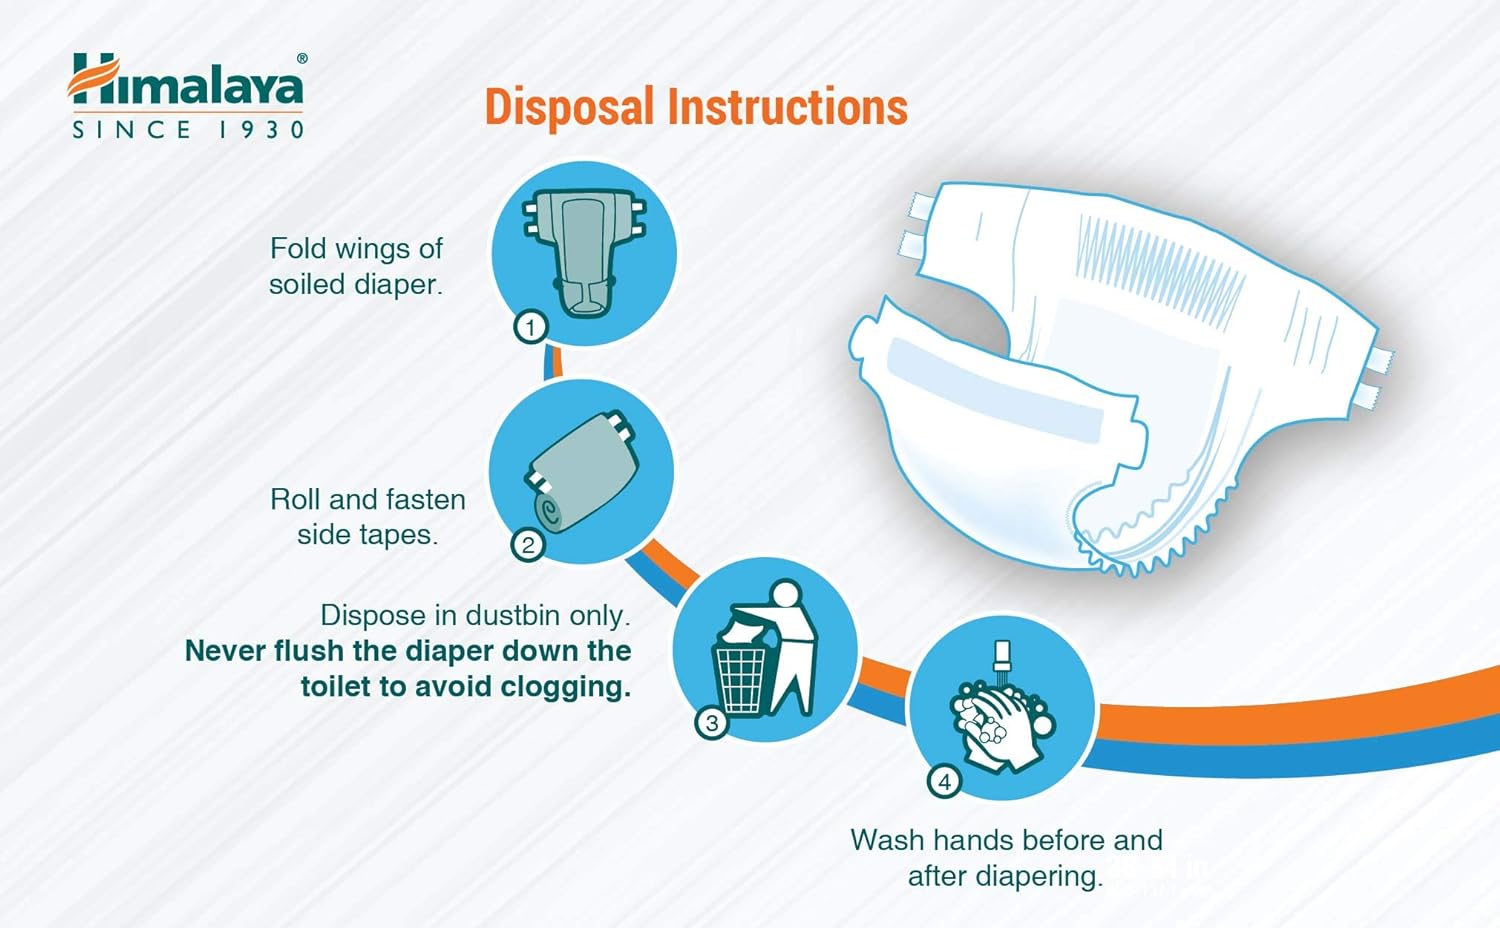 Himalaya®
SINCE 1930
Disposal Instructions
Fold wings of
soiled diaper.
1
Roll and fasten
side tapes.
2
Dispose in dustbin only.
Never flush the diaper down the
toilet to avoid clogging.
3
4
Wash hands before and
after diapering.